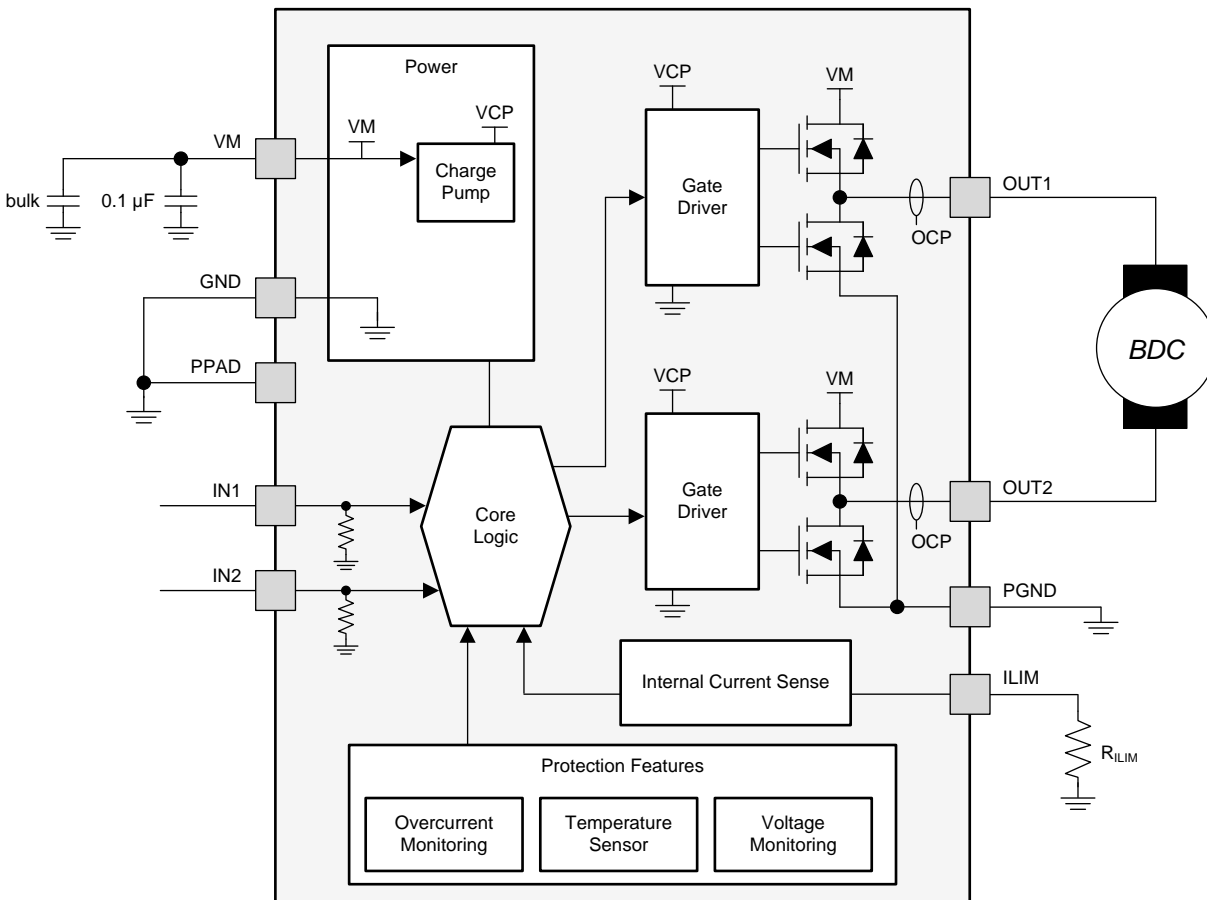 Power
VM
VCP
Charge
Pump
VM
bulk
0.1 µF
GND
PPAD
IN1
IN2
Core
Logic
VCP
Gate
Driver
VM
OUT1
OCP
BDC
VCP
Gate
Driver
VM
OUT2
OCP
PGND
Internal Current Sense
ILIM
RILIM
Protection Features
Overcurrent
Monitoring
Temperature
Sensor
Voltage
Monitoring